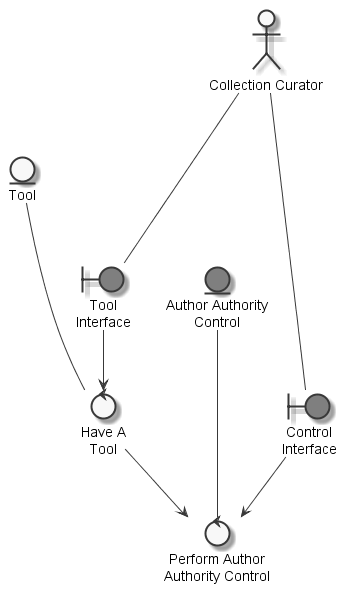 Collection Curator
Tool
Tool
Interface
Author Authority
Control
Have A
Tool
Control
Interface
Perform Author
Authority Control